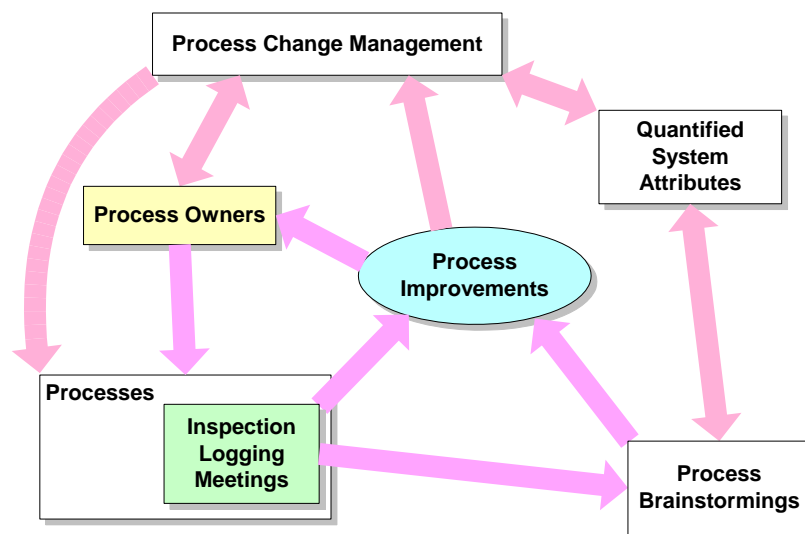 Process Change Management
Quantified
System
Attributes
Process Owners
Process
Improvements
Processes
Inspection
Logging
Meetings
Process
Brainstormings